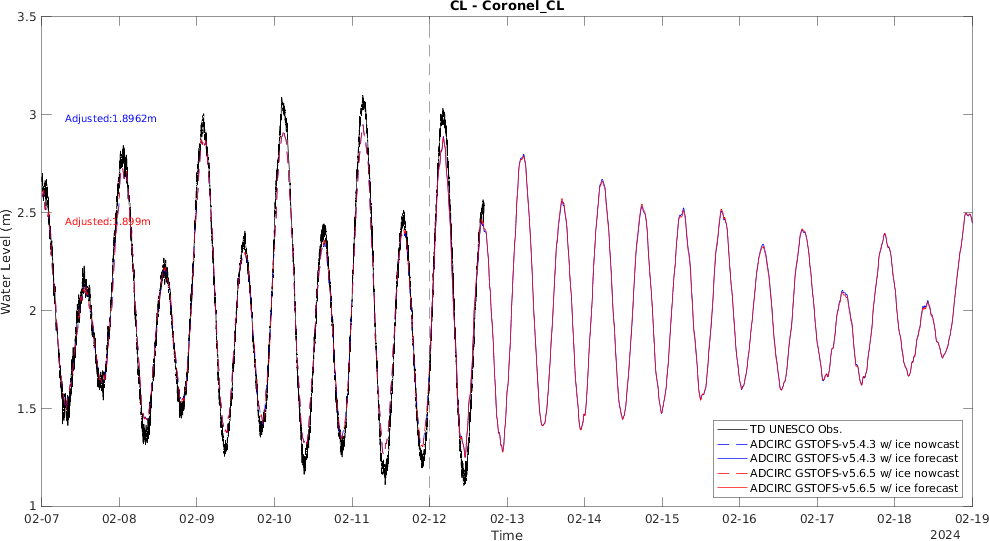 CL - Coronel_CL
3.5
3
2.5
2
1.5
1
Water Level (m)
Adjusted:1.8962m
Adjusted:1.899m
TD UNESCO Obs.
ADCIRC GSTOFS-v5.4.3 w/ ice nowcast
ADCIRC GSTOFS-v5.4.3 w/ ice forecast
ADCIRC GSTOFS-v5.6.5 w/ ice nowcast
ADCIRC GSTOFS-v5.6.5 w/ ice forecast
02-07 02-08 02-09 02-10 02-11 02-12 02-13 02-14 02-15 02-16 02-17 02-18 02-19
Time
2024